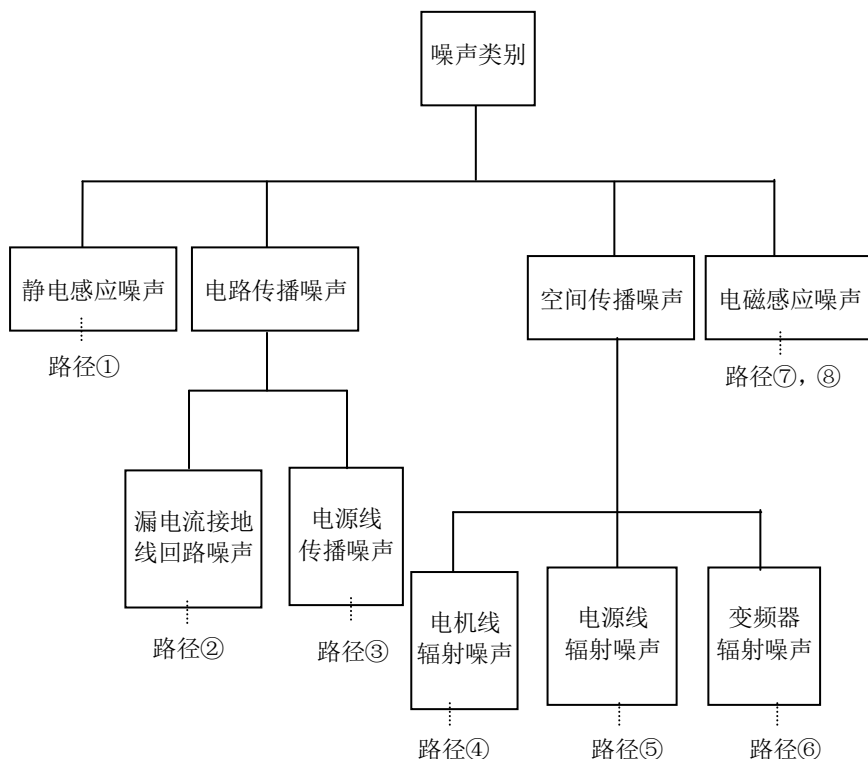 噪声类别
静电感应噪声
电路传播噪声
空间传播噪声
电磁感应噪声
路径①
路径⑦，⑧
漏电流接地
线回路噪声
电源线
传播噪声
路径②
路径③
电机线
辐射噪声
电源线
辐射噪声
变频器
辐射噪声
路径④
路径⑤
路径⑥